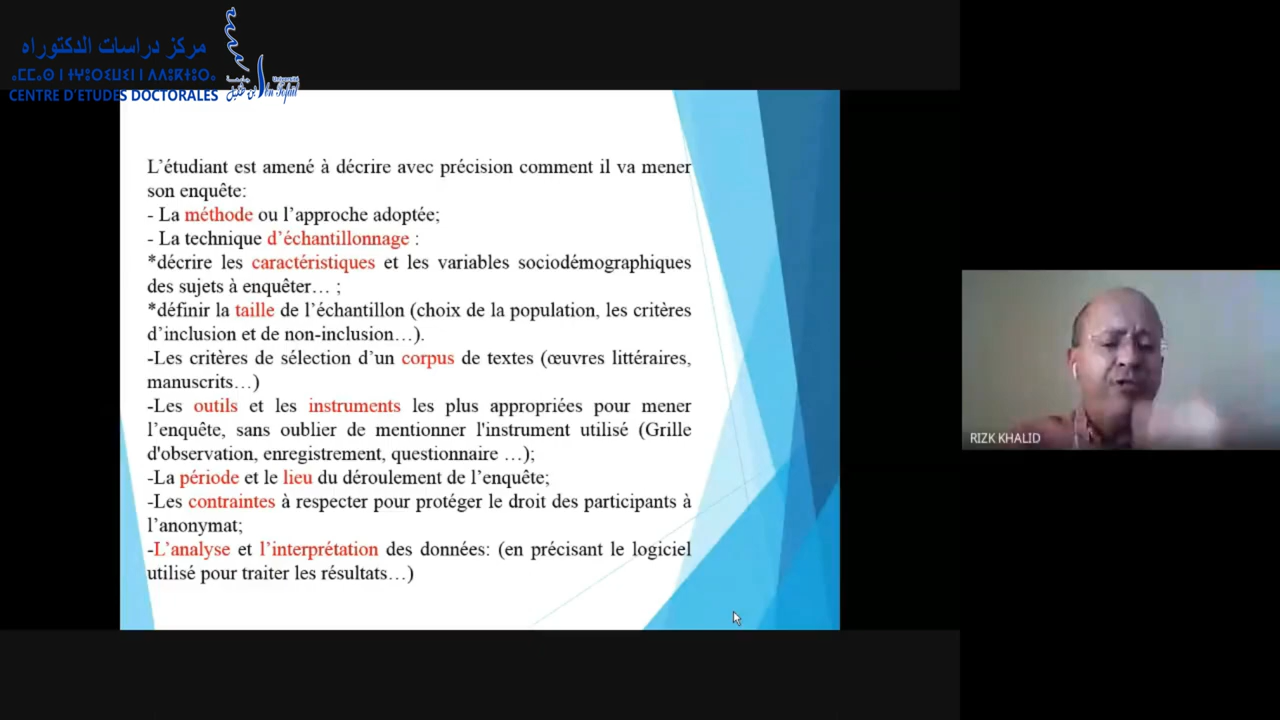 مركز دراسات الدكتوراه
CENTRE D'ETUDES DOCTORALES
Université
Ibn Tofail
L’étudiant est amené à décrire avec précision comment il va mener
son enquête:
- La méthode ou l’approche adoptée;
- La technique d’échantillonnage :
*décrire les caractéristiques et les variables sociodémographiques
des sujets à enquêter… ;
*définir la taille de l’échantillon (choix de la population, les critères
d’inclusion et de non-inclusion…).
-Les critères de sélection d’un corpus de textes (œuvres littéraires,
manuscrits…)
-Les outils et les instruments les plus appropriées pour mener
l’enquête, sans oublier de mentionner l'instrument utilisé (Grille
d'observation, enregistrement, questionnaire …);
-La période et le lieu du déroulement de l’enquête;
-Les contraintes à respecter pour protéger le droit des participants à
l’anonymat;
-L’analyse et l’interprétation des données: (en précisant le logiciel
utilisé pour traiter les résultats…)
RIZK KHALID